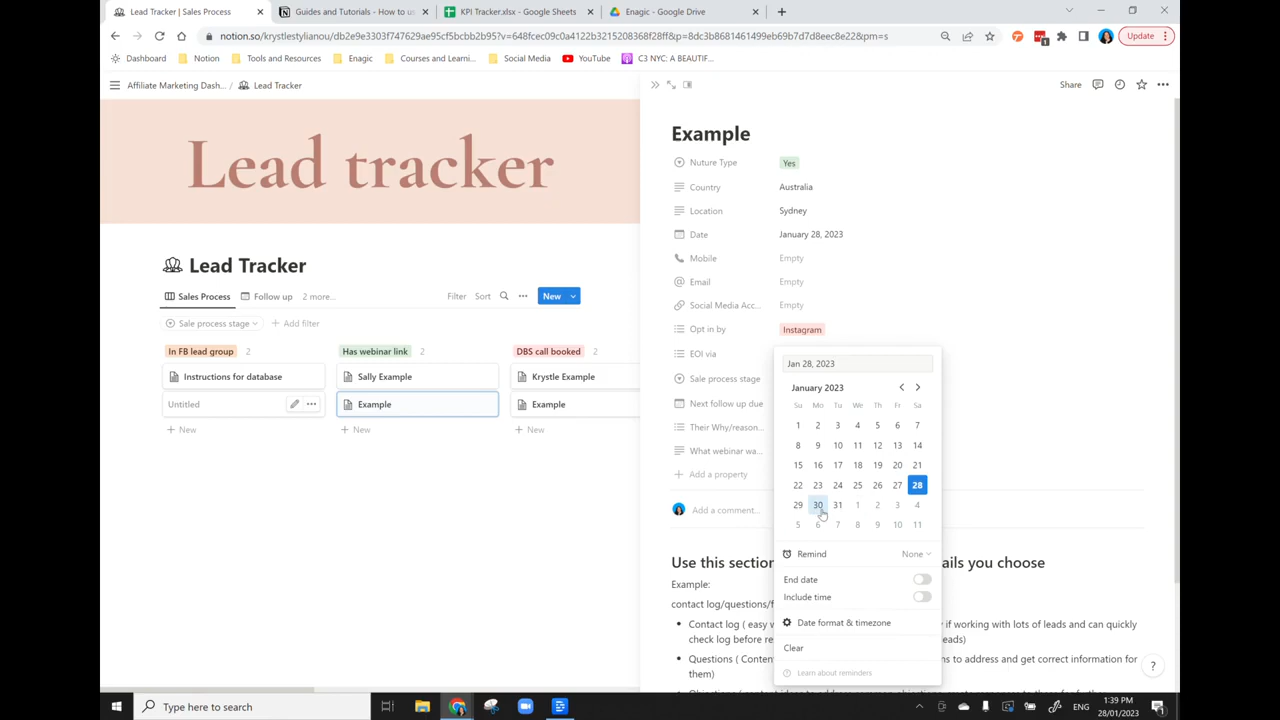 Lead Tracker | Sales Process
Guides and Tutorials - How to us
KPI Tracker.xlsx - Google Sheets
Enagic - Google Drive
notion.so/krystlestylianou/db2e9e3303f747629ae95cf5bcbb2b95?v=648fcec09c0a4122b3215208368f28ff&p=8dc3b8681461499eb69b7d7d8eec8e22&pm=s
Update
Dashboard
Notion
Tools and Resources
Enagic
Courses and Learni...
Social Media
YouTube
C3 NYC: A BEAUTIF...
Affiliate Marketing Dash... / Lead Tracker
Share
Lead tracker
Lead Tracker
Sales Process
Follow up
2 more...
Filter
Sort
New
Sale process stage
+ Add filter
In FB lead group 2
Instructions for database
Untitled
+ New
Has webinar link 2
Sally Example
Example
+ New
DBS call booked 2
Krystle Example
Example
+ New
Example
Nuture Type Yes
Country Australia
Location Sydney
Date January 28, 2023
Mobile Empty
Email Empty
Social Media Acc... Empty
Opt in by Instagram
EOI via
Sale process stage
Next follow up due
Their Why/reason...
What webinar wa...
+ Add a property
Add a comment...
Jan 28, 2023
January 2023
Su Mo Tu We Th Fr Sa
1 2 3 4 5 6 7
8 9 10 11 12 13 14
15 16 17 18 19 20 21
22 23 24 25 26 27 28
29 30 31 1 2 3 4
5 6 7 8 9 10 11
Remind None
End date
Include time
Date format & timezone
Clear
Learn about reminders
Use this section ails you choose
Example:
contact log/questions/f
• Contact log ( easy w y if working with lots of leads and can quickly
check log before re eads)
• Questions ( Conten ns to address and get correct information for
them)
?
Type here to search
ENG
1:39 PM
28/01/2023